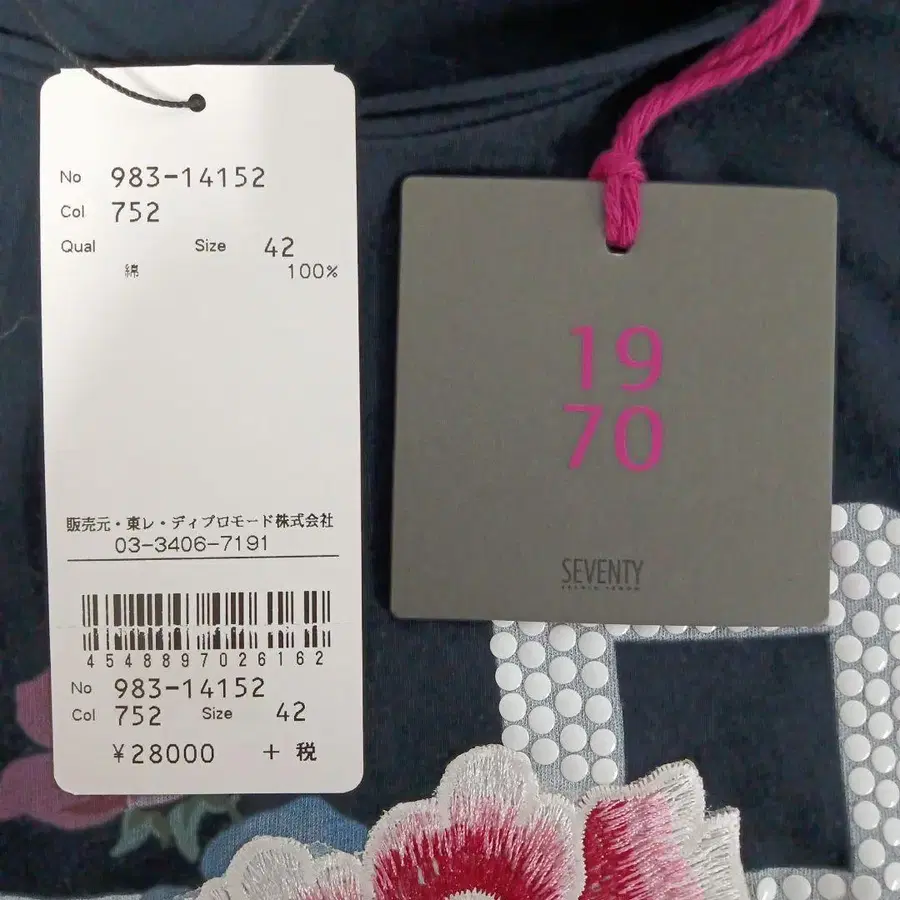 No 983-14152
Col 752
Qual Size 42
綿 100%
販売元・東レ・ディプロモード株式会社
03-3406-7191
4548897026162
No 983-14152
Col 752 Size 42
¥28000 + 税
19
70
SEVENTY